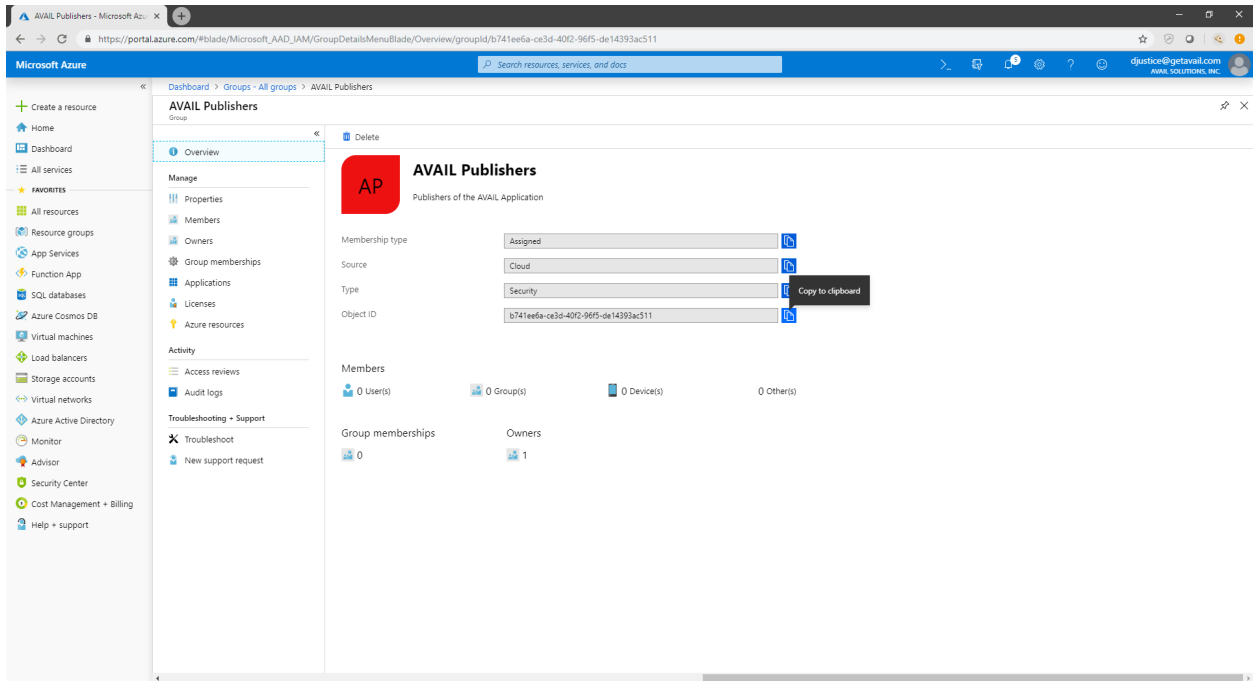 AVAIL Publishers - Microsoft Azu
https://portal.azure.com/#blade/Microsoft_AAD_IAM/GroupDetailsMenuBlade/Overview/groupId/b741ee6a-ce3d-40f2-96f5-de14393ac511
Microsoft Azure
Search resources, services, and docs
5
djustice@getavail.com
AVAIL SOLUTIONS, INC.
Dashboard > Groups - All groups > AVAIL Publishers
Create a resource
Home
Dashboard
All services
FAVORITES
All resources
Resource groups
App Services
Function App
SQL databases
Azure Cosmos DB
Virtual machines
Load balancers
Storage accounts
Virtual networks
Azure Active Directory
Monitor
Advisor
Security Center
Cost Management + Billing
Help + support
AVAIL Publishers
Group
Overview
Manage
Properties
Members
Owners
Group memberships
Applications
Licenses
Azure resources
Activity
Access reviews
Audit logs
Troubleshooting + Support
Troubleshoot
New support request
Delete
AP
AVAIL Publishers
Publishers of the AVAIL Application
Membership type Assigned
Source Cloud
Type Security
Copy to clipboard
Object ID b741ee6a-ce3d-40f2-96f5-de14393ac511
Members
0 User(s) 0 Group(s) 0 Device(s) 0 Other(s)
Group memberships Owners
0 1